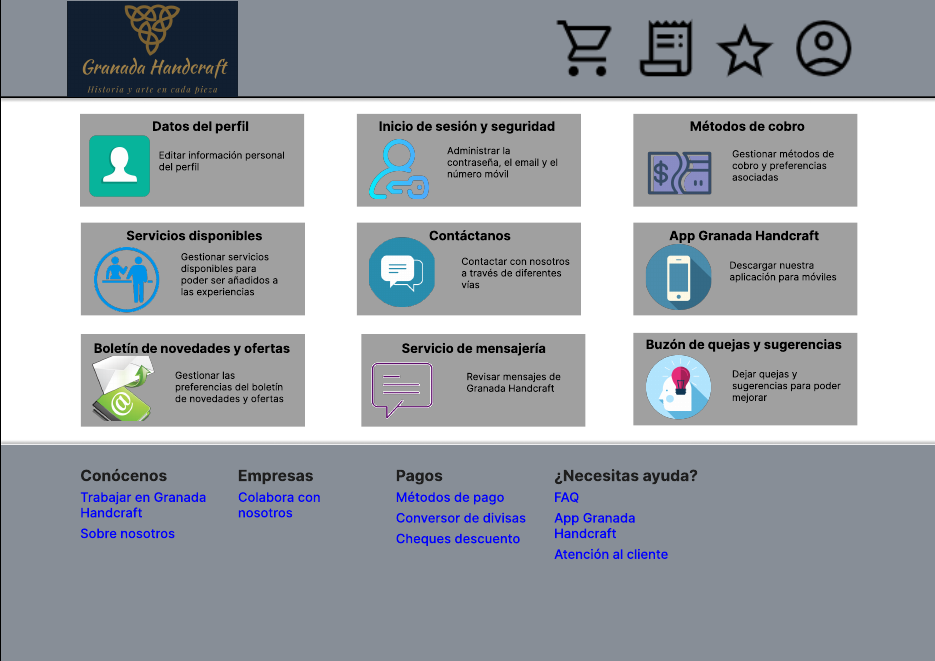 Granada Handcraft
Historia y arte en cada pieza
Datos del perfil
Editar información personal
del perfil
Inicio de sesión y seguridad
Administrar la
contraseña, el email y el
número móvil
Métodos de cobro
$
Gestionar métodos de
cobro y preferencias
asociadas
Servicios disponibles
Gestionar servicios
disponibles para
poder ser añadidos a
las experiencias
Contáctanos
Contactar con nosotros
a través de diferentes
vías
App Granada Handcraft
Descargar nuestra
aplicación para móviles
Boletín de novedades y ofertas
@
Gestionar las
preferencias del boletín
de novedades y ofertas
Servicio de mensajería
Revisar mensajes de
Granada Handcraft
Buzón de quejas y sugerencias
Dejar quejas y
sugerencias para poder
mejorar
Conócenos
Trabajar en Granada
Handcraft
Sobre nosotros
Empresas
Colabora con
nosotros
Pagos
Métodos de pago
Conversor de divisas
Cheques descuento
¿Necesitas ayuda?
FAQ
App Granada
Handcraft
Atención al cliente